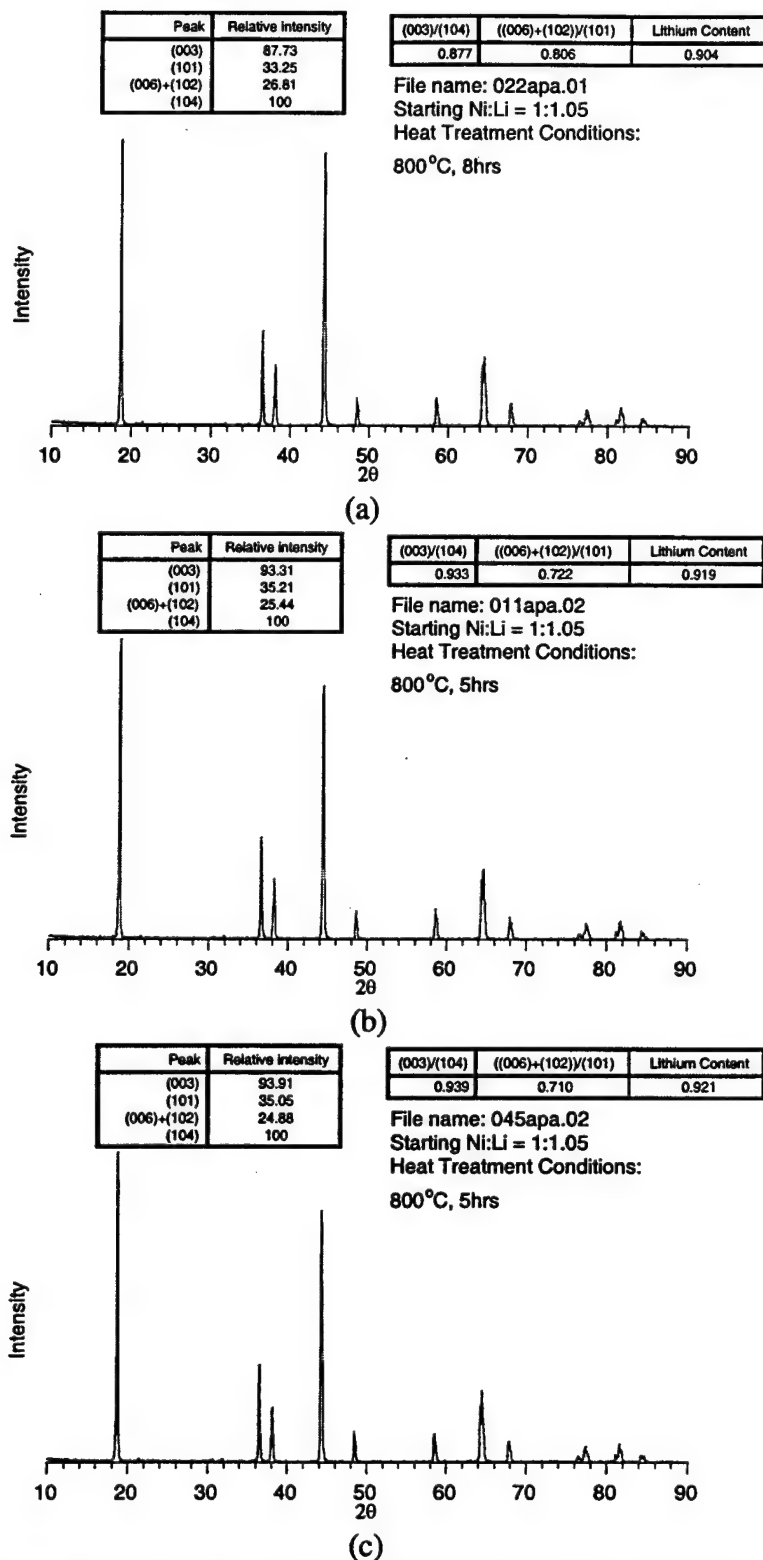 Peak Relative intensity
(003) 87.73
(101) 33.25
(006)+(102) 26.81
(104) 100
(003)/(104) ((006)+(102))/(101) Lithium Content
0.877 0.806 0.904
File name: 022apa.01
Starting Ni:Li = 1:1.05
Heat Treatment Conditions:
800°C, 8hrs
Intensity
10 20 30 40 50 60 70 80 90
2θ
(a)
Peak Relative intensity
(003) 93.31
(101) 35.21
(006)+(102) 25.44
(104) 100
(003)/(104) ((006)+(102))/(101) Lithium Content
0.933 0.722 0.919
File name: 011apa.02
Starting Ni:Li = 1:1.05
Heat Treatment Conditions:
800°C, 5hrs
Intensity
10 20 30 40 50 60 70 80 90
2θ
(b)
Peak Relative intensity
(003) 93.91
(101) 35.05
(006)+(102) 24.88
(104) 100
(003)/(104) ((006)+(102))/(101) Lithium Content
0.939 0.710 0.921
File name: 045apa.02
Starting Ni:Li = 1:1.05
Heat Treatment Conditions:
800°C, 5hrs
Intensity
10 20 30 40 50 60 70 80 90
2θ
(c)